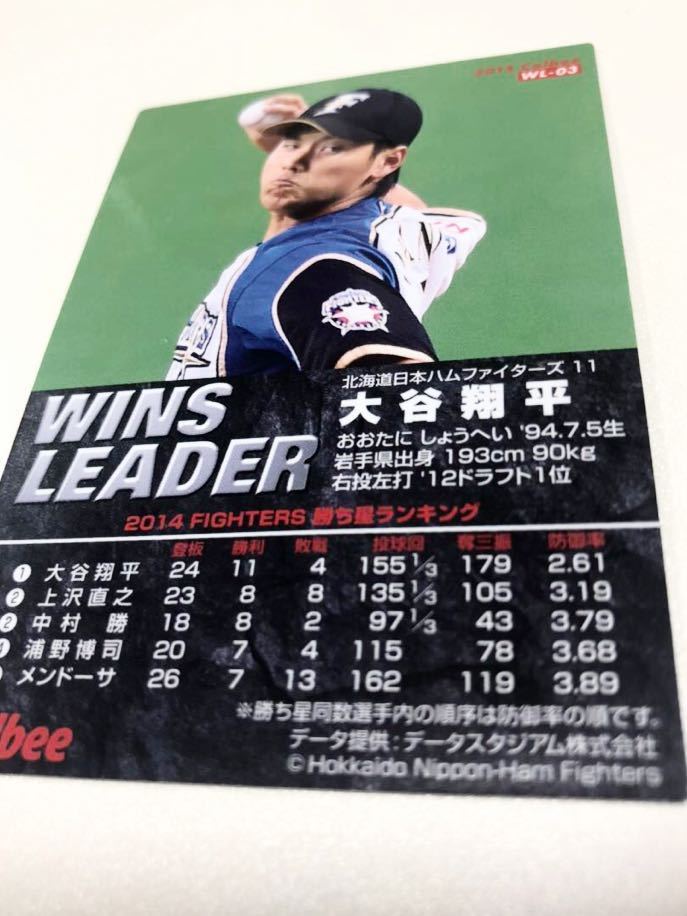 2015 Calbee
WL-03
F
北海道日本ハムファイターズ 11
大谷翔平
WINS
LEADER
おおたに しょうへい '94.7.5生
岩手県出身 193cm 90kg
右投左打 '12ドラフト1位
2014 FIGHTERS 勝ち星ランキング
登板 勝利 敗戦 投球回 奪三振 防御率
① 大谷翔平 24 11 4 155 1/3 179 2.61
② 上沢直之 23 8 8 135 1/3 105 3.19
② 中村 勝 18 8 2 97 1/3 43 3.79
浦野博司 20 7 4 115 78 3.68
メンドーサ 26 7 13 162 119 3.89
※勝ち星同数選手内の順序は防御率の順です。
データ提供:データスタジアム株式会社
©Hokkaido Nippon-Ham Fighters
lbee